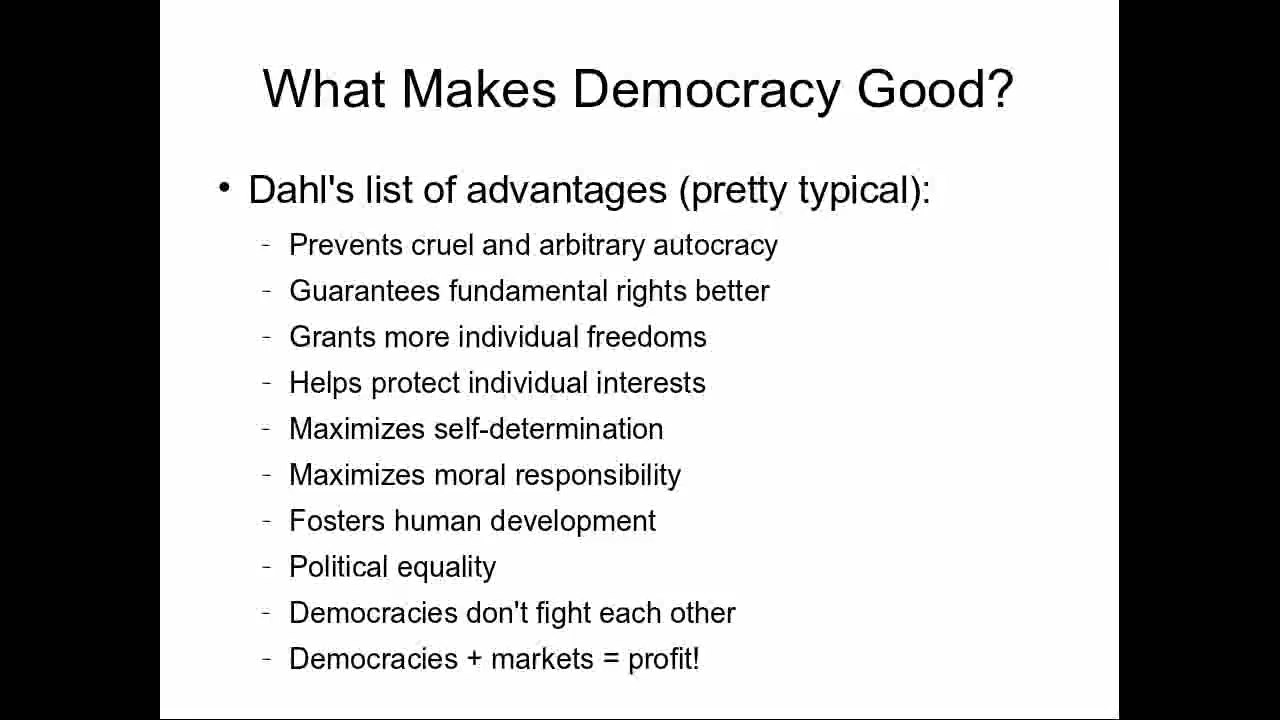 What Makes Democracy Good?
• Dahl's list of advantages (pretty typical):
- Prevents cruel and arbitrary autocracy
- Guarantees fundamental rights better
- Grants more individual freedoms
- Helps protect individual interests
- Maximizes self-determination
- Maximizes moral responsibility
- Fosters human development
- Political equality
- Democracies don't fight each other
- Democracies + markets = profit!